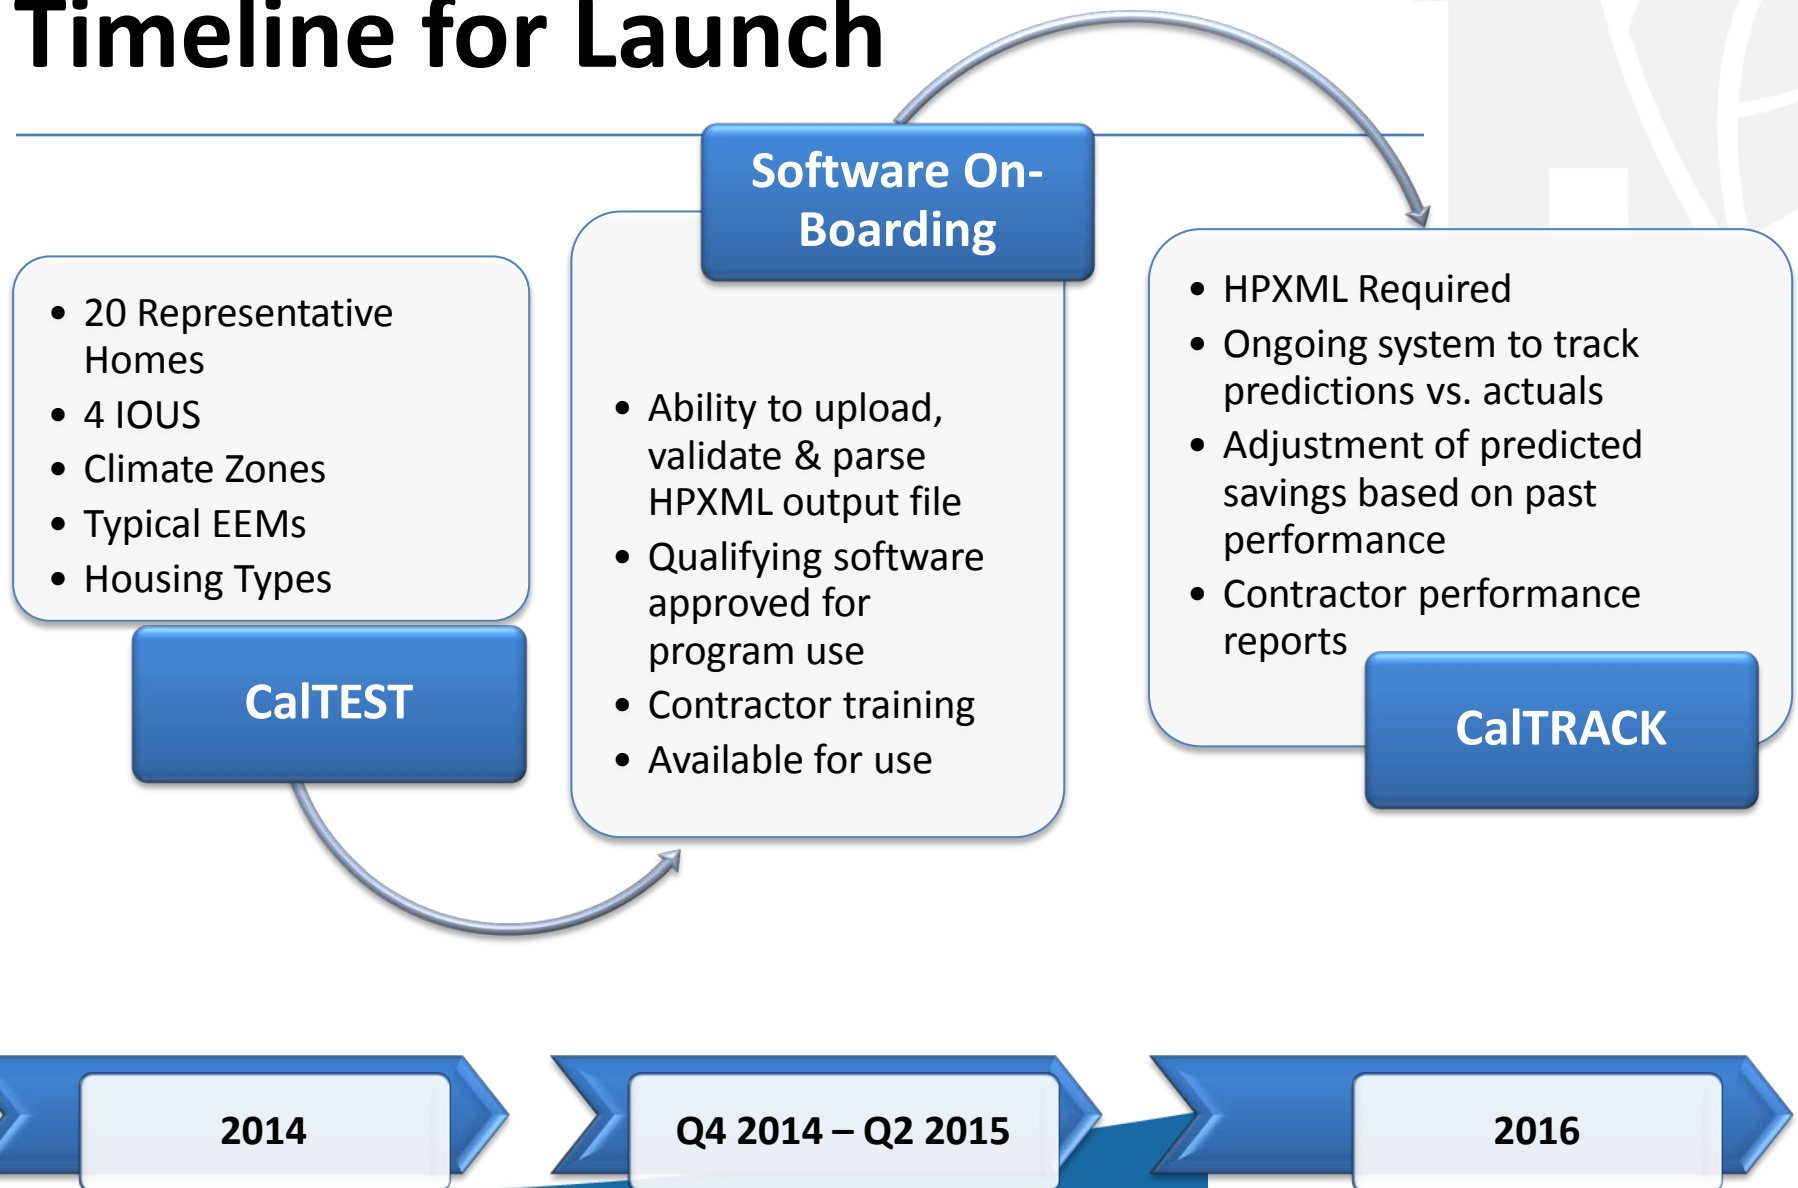 Timeline for Launch
• 20 Representative
Homes
• 4 IOUS
• Climate Zones
• Typical EEMs
• Housing Types
CalTEST
Software On-
Boarding
• Ability to upload,
validate & parse
HPXML output file
• Qualifying software
approved for
program use
• Contractor training
• Available for use
• HPXML Required
• Ongoing system to track
predictions vs. actuals
• Adjustment of predicted
savings based on past
performance
• Contractor performance
reports
CalTRACK
2014
Q4 2014 – Q2 2015
2016